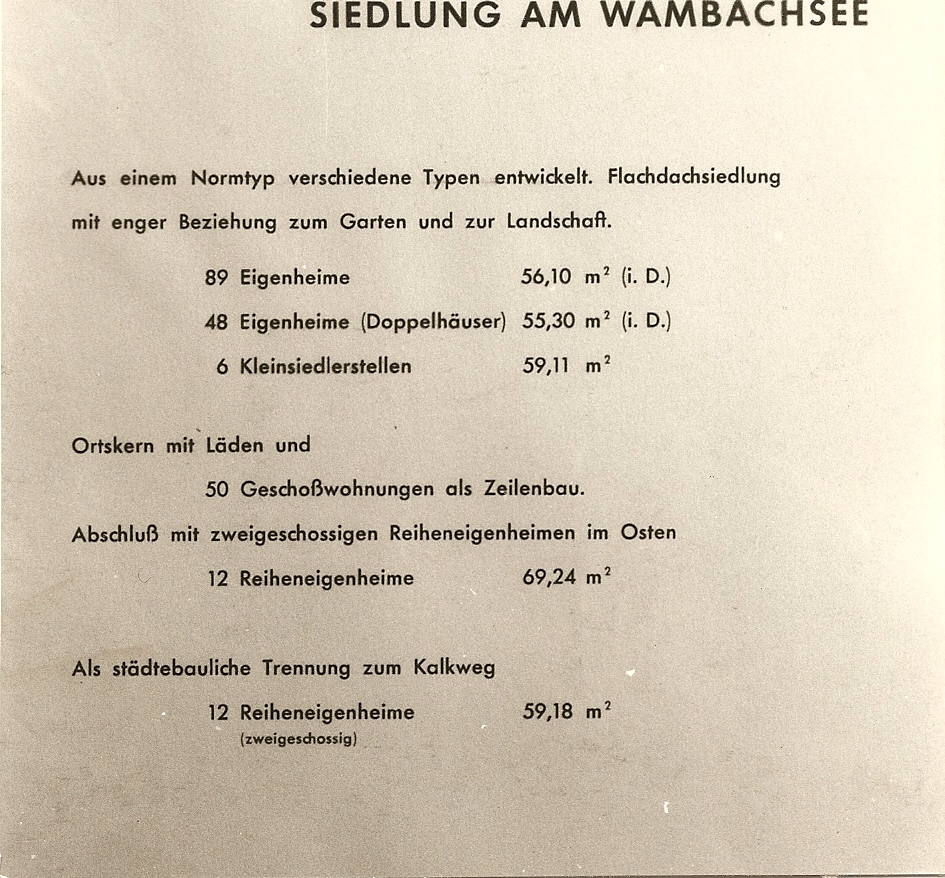 SIEDLUNG AM WAMBACHSEE
Aus einem Normtyp verschiedene Typen entwickelt. Flachdachsiedlung
mit enger Beziehung zum Garten und zur Landschaft.
89 Eigenheime 56,10 m² (i. D.)
48 Eigenheime (Doppelhäuser) 55,30 m² (i. D.)
6 Kleinsiedlerstellen 59,11 m²
Ortskern mit Läden und
50 Geschoßwohnungen als Zeilenbau.
Abschluß mit zweigeschossigen Reiheneigenheimen im Osten
12 Reiheneigenheime 69,24 m²
Als städtebauliche Trennung zum Kalkweg
12 Reiheneigenheime 59,18 m²
(zweigeschossig)